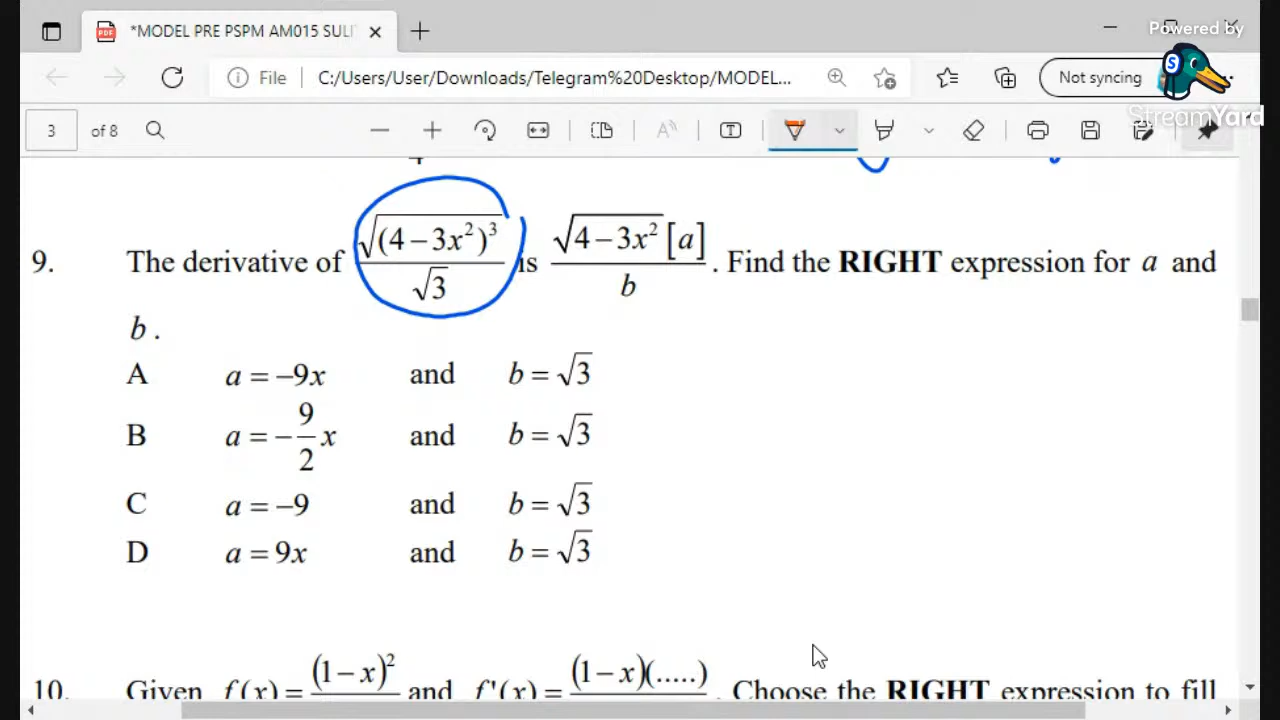 Powered by
*MODEL PRE PSPM AM015 SULI
File C:/Users/User/Downloads/Telegram%20Desktop/MODEL... Not syncing
S
StreamYard
3 of 8
4
9. The derivative of √(4−3x²)³ / √3 is √4−3x² [a] / b . Find the RIGHT expression for a and
b .
A a = −9x and b = √3
B a = −9/2 x and b = √3
C a = −9 and b = √3
D a = 9x and b = √3
10. Given f(x) = (1−x)² and f'(x) = (1−x)(.....) . Choose the RIGHT expression to fill